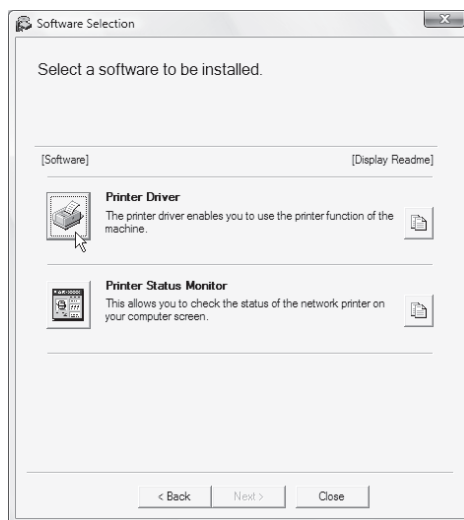 Software Selection
Select a software to be installed.
[Software] [Display Readme]
Printer Driver
The printer driver enables you to use the printer function of the
machine.
Printer Status Monitor
This allows you to check the status of the network printer on
your computer screen.
< Back Next > Close